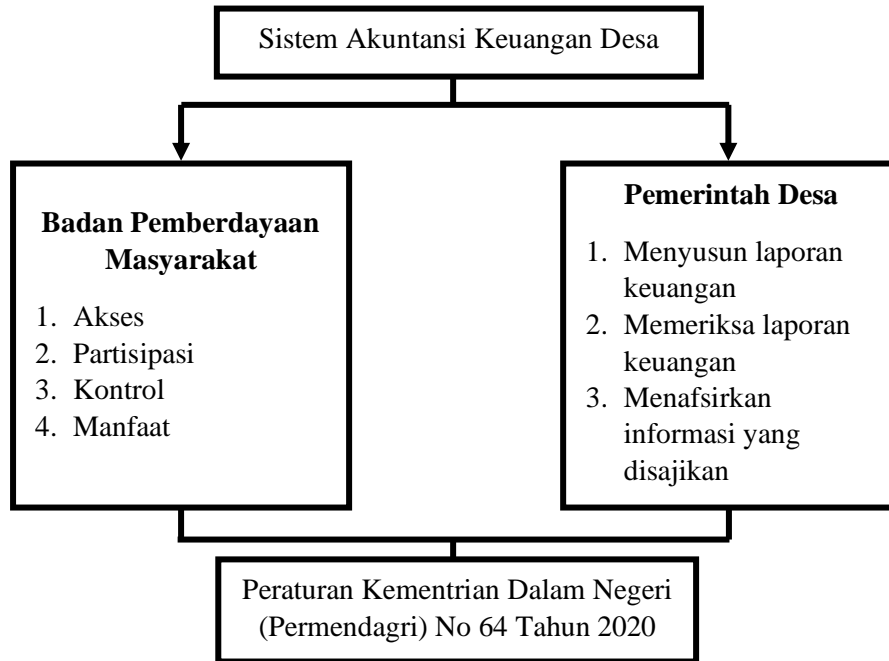 Sistem Akuntansi Keuangan Desa
Badan Pemberdayaan
Masyarakat
1. Akses
2. Partisipasi
3. Kontrol
4. Manfaat
Pemerintah Desa
1. Menyusun laporan
keuangan
2. Memeriksa laporan
keuangan
3. Menafsirkan
informasi yang
disajikan
Peraturan Kementrian Dalam Negeri
(Permendagri) No 64 Tahun 2020